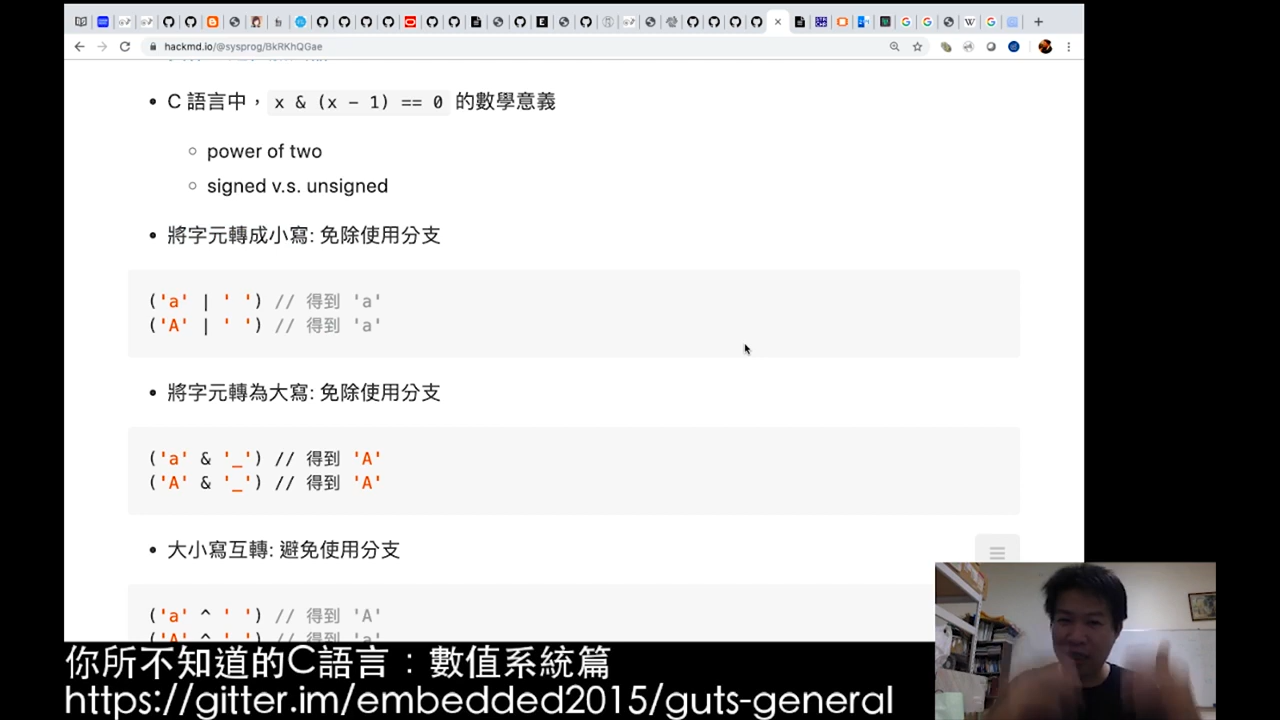 hackmd.io/@sysprog/BkRKhQGae
• C 語言中，x & (x - 1) == 0 的數學意義
◦ power of two
◦ signed v.s. unsigned
• 將字元轉成小寫: 免除使用分支
('a' | ' ') // 得到 'a'
('A' | ' ') // 得到 'a'
• 將字元轉為大寫: 免除使用分支
('a' & '_') // 得到 'A'
('A' & '_') // 得到 'A'
• 大小寫互轉: 避免使用分支
('a' ^ ' ') // 得到 'A'
('A' ^ ' ') // 得到 'a'
你所不知道的C語言：數值系統篇
https://gitter.im/embedded2015/guts-general